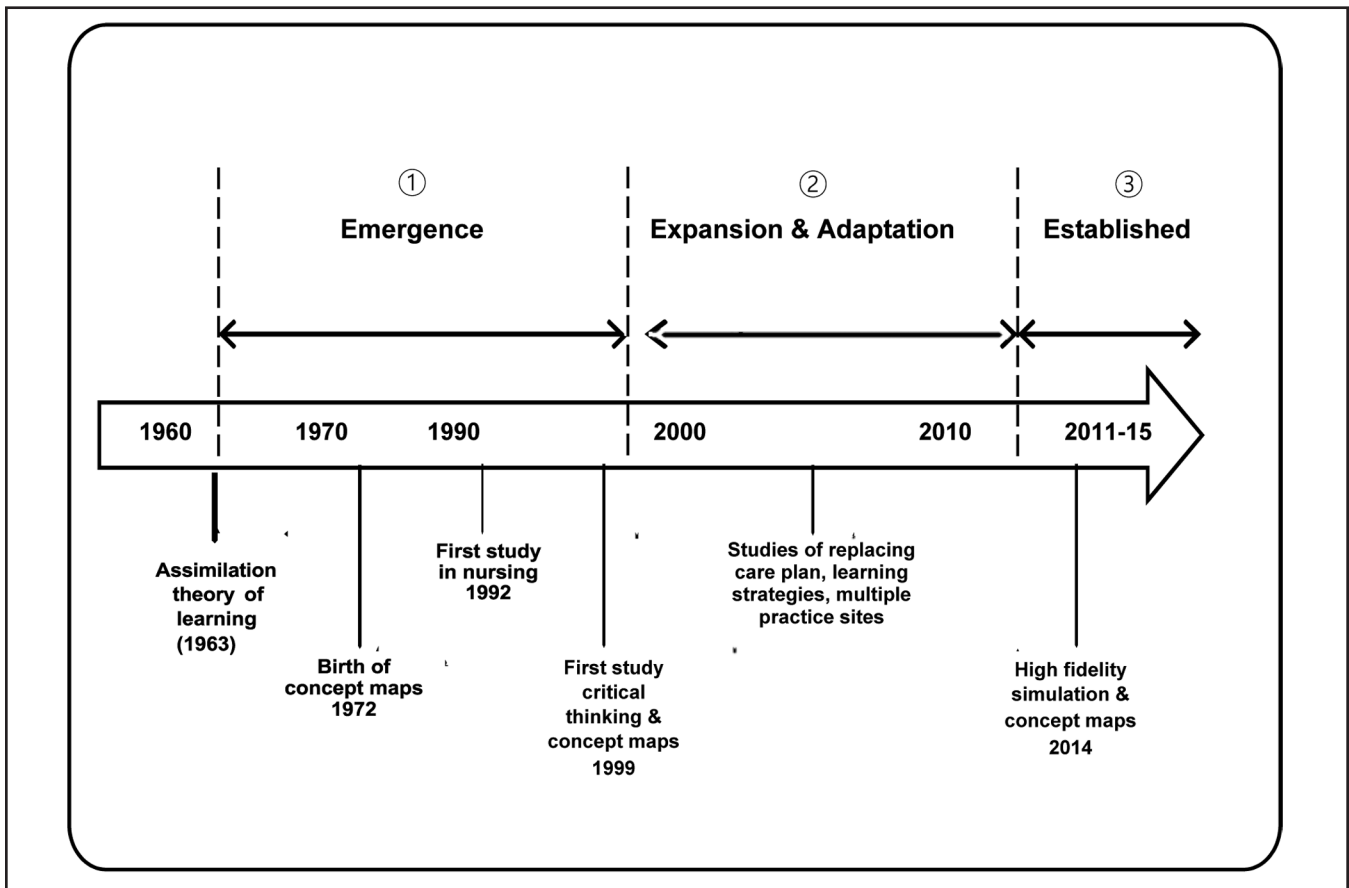 ①
Emergence
②
Expansion & Adaptation
③
Established
1960
1970
1990
2000
2010
2011-15
Assimilation
theory of
learning
(1963)
Birth of
concept maps
1972
First study
in nursing
1992
First study
critical
thinking &
concept maps
1999
Studies of replacing
care plan, learning
strategies, multiple
practice sites
High fidelity
simulation &
concept maps
2014